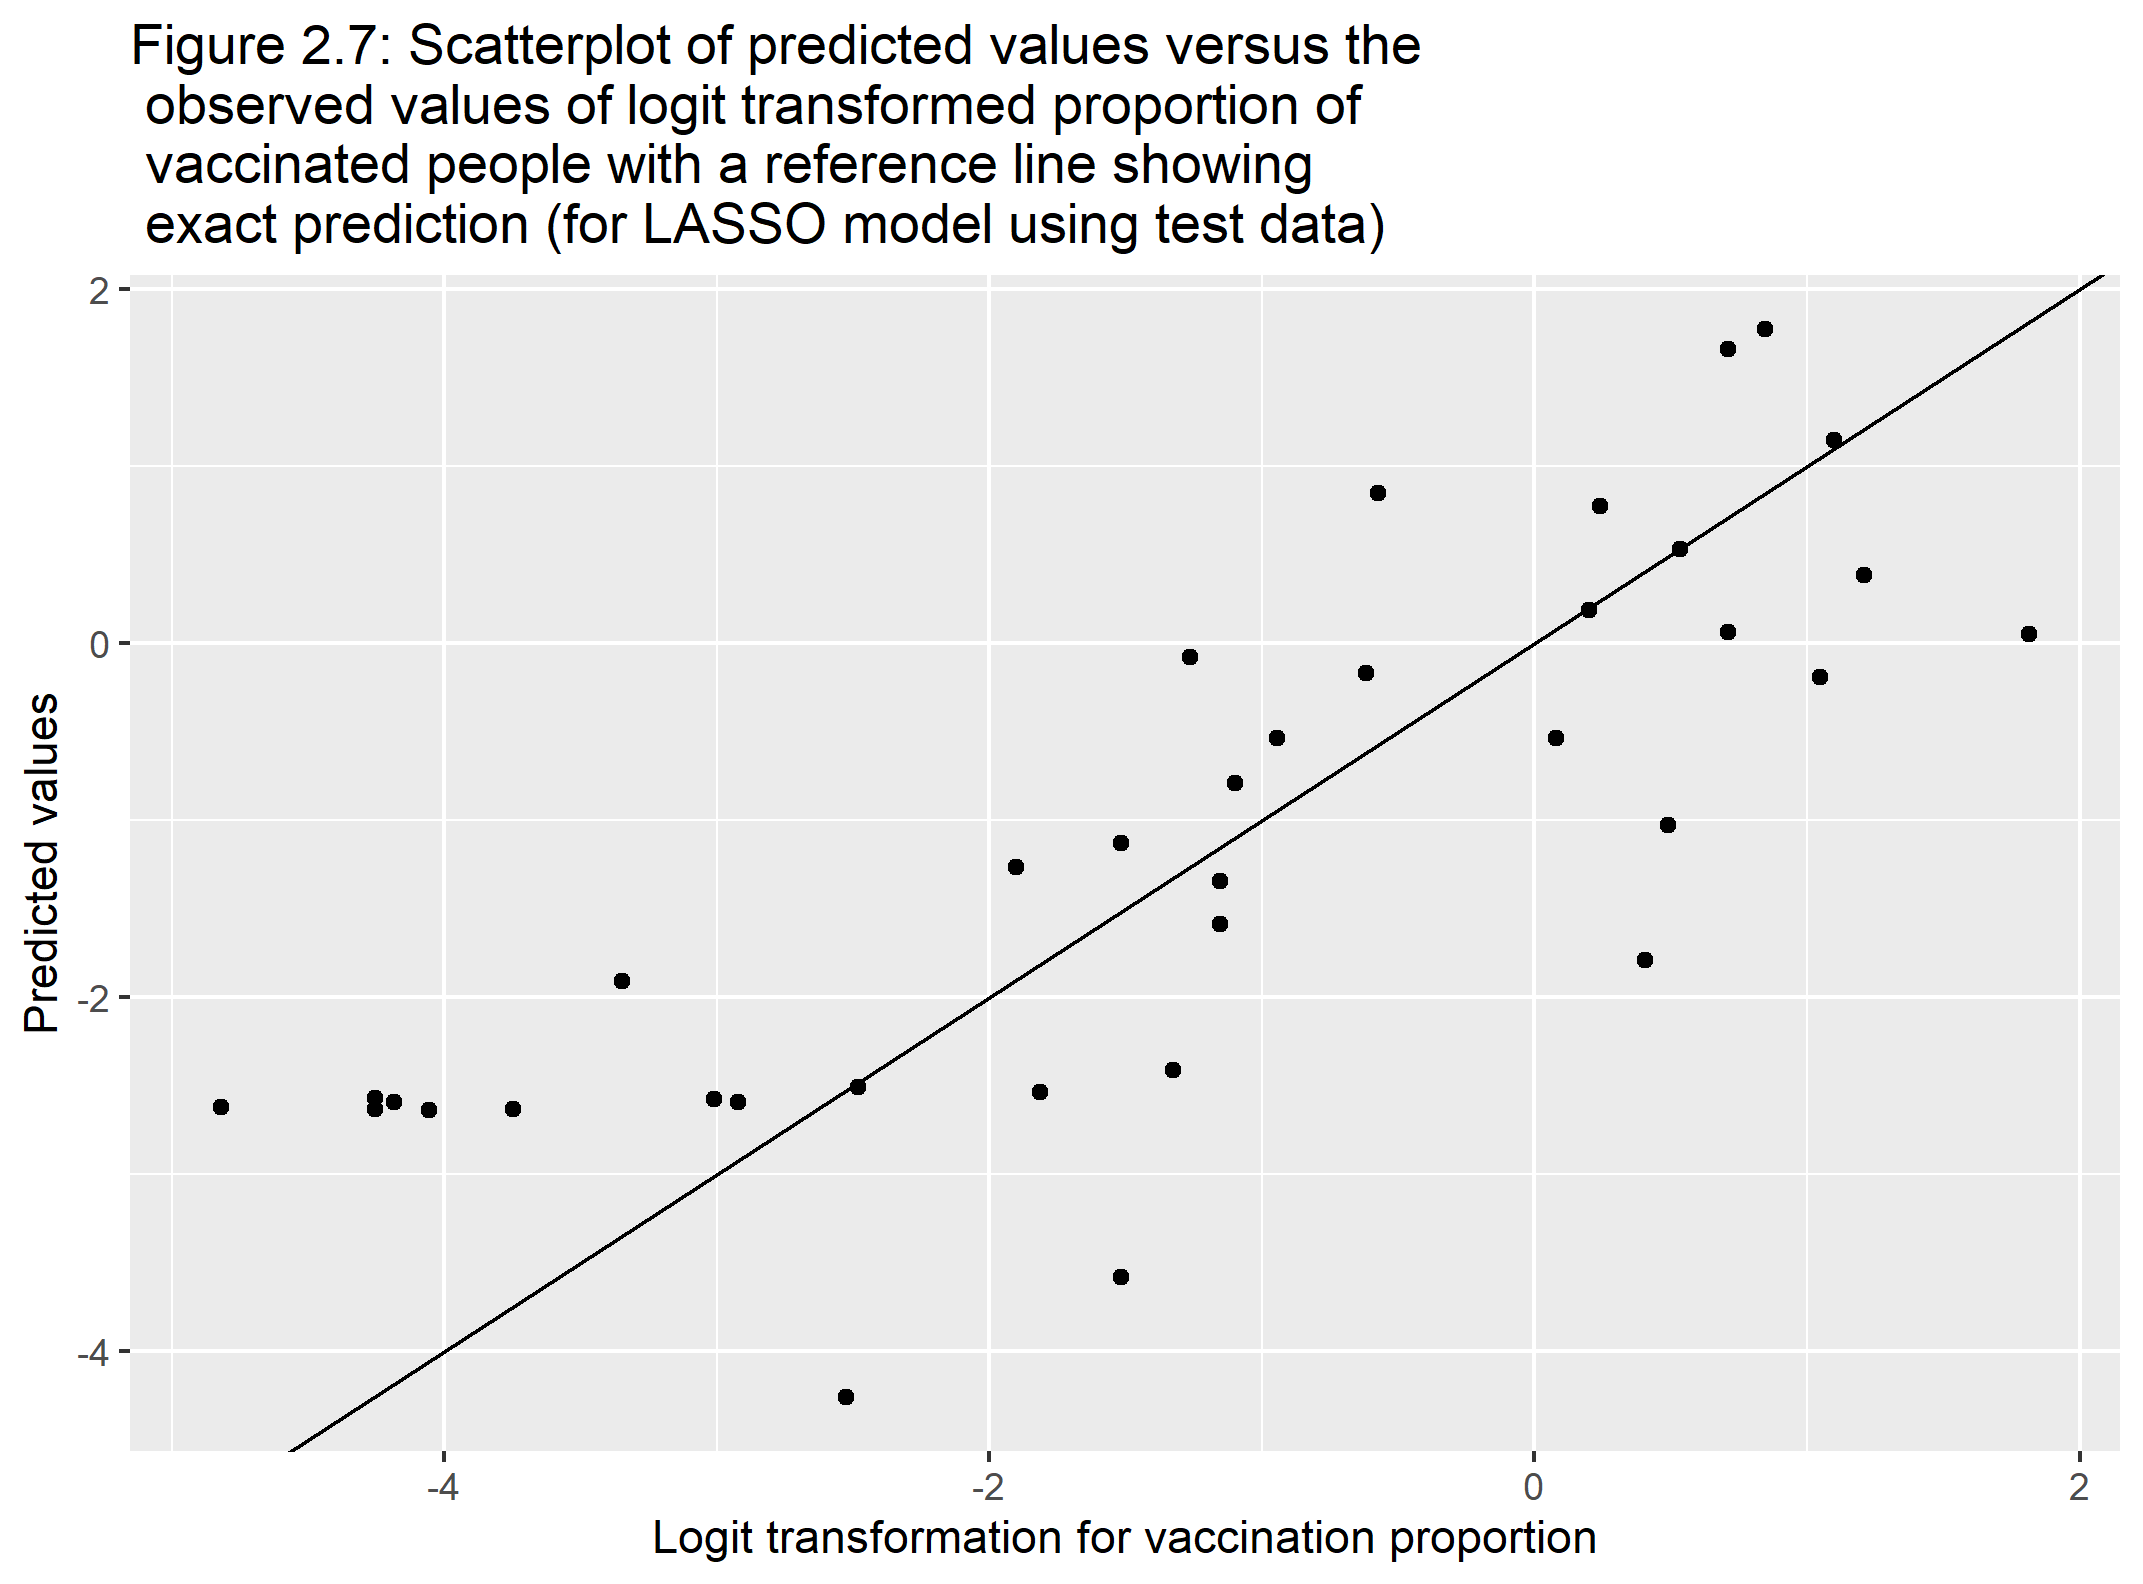 Figure 2.7: Scatterplot of predicted values versus the
observed values of logit transformed proportion of
vaccinated people with a reference line showing
exact prediction (for LASSO model using test data)
2
0
-2
-4
Predicted values
-4
-2
0
2
Logit transformation for vaccination proportion